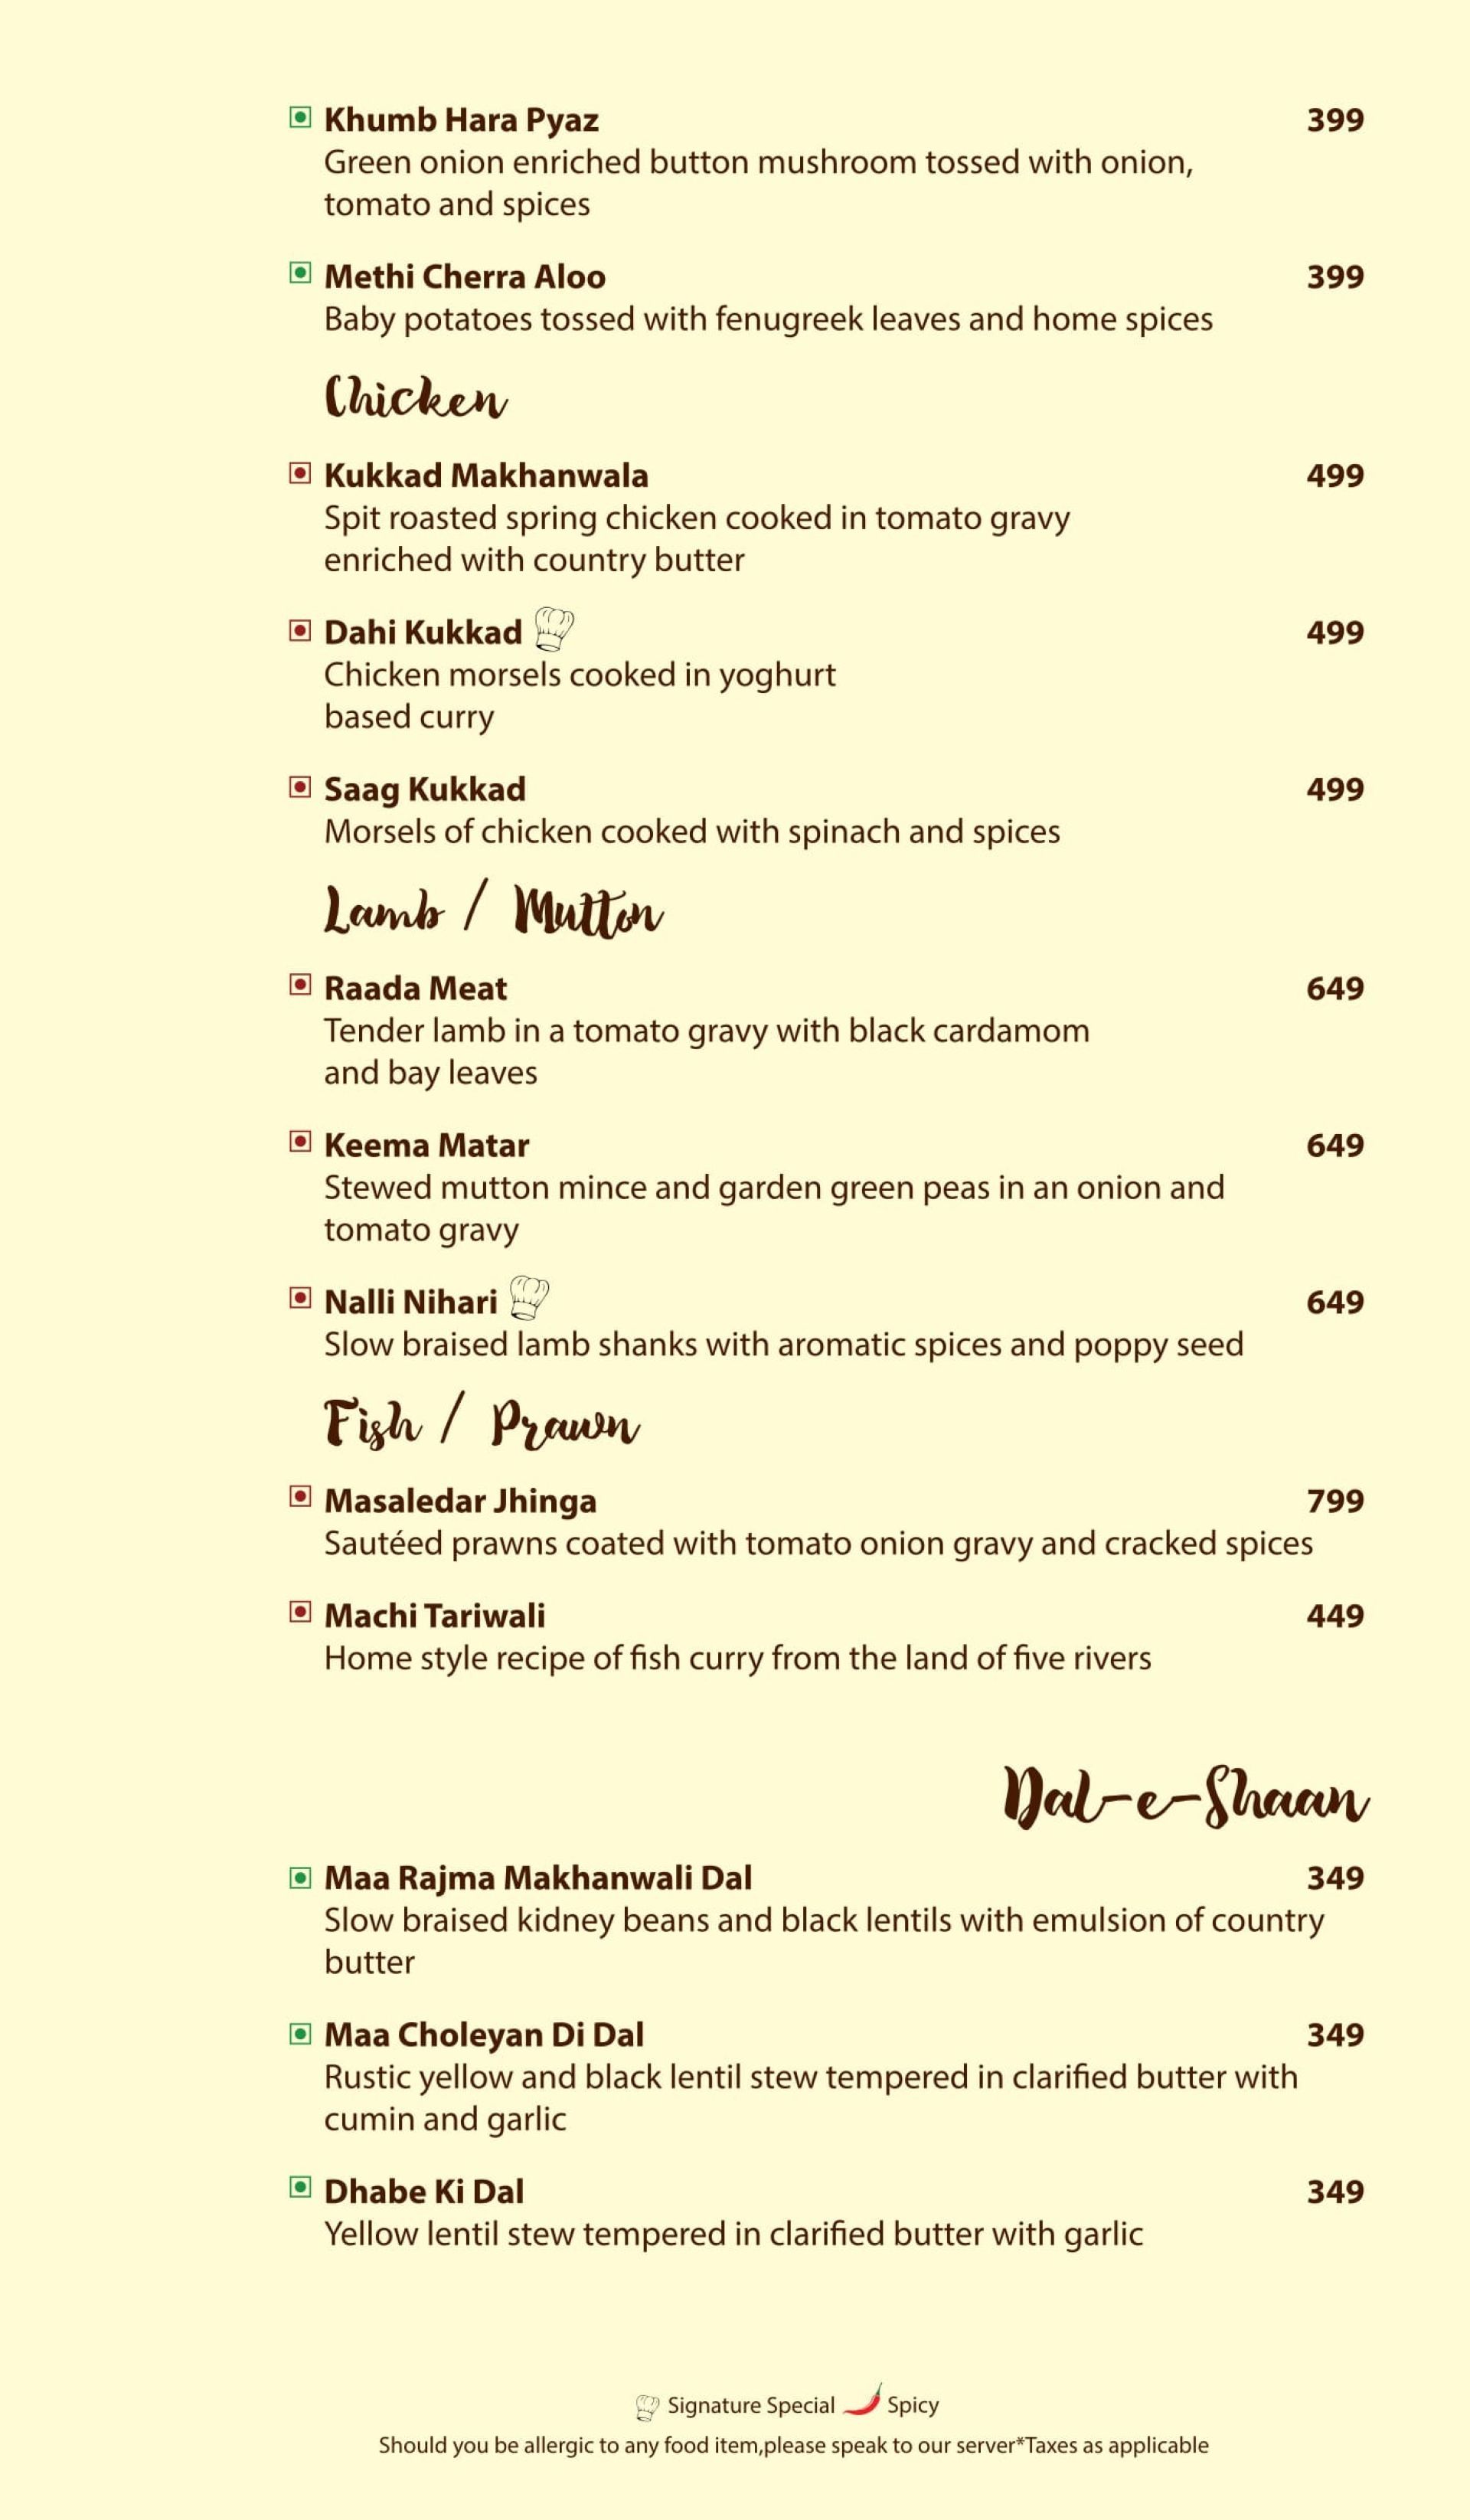 Khumb Hara Pyaz 399
Green onion enriched button mushroom tossed with onion,
tomato and spices
Methi Cherra Aloo 399
Baby potatoes tossed with fenugreek leaves and home spices
Chicken
Kukkad Makhanwala 499
Spit roasted spring chicken cooked in tomato gravy
enriched with country butter
Dahi Kukkad 499
Chicken morsels cooked in yoghurt
based curry
Saag Kukkad 499
Morsels of chicken cooked with spinach and spices
Lamb / Mutton
Raada Meat 649
Tender lamb in a tomato gravy with black cardamom
and bay leaves
Keema Matar 649
Stewed mutton mince and garden green peas in an onion and
tomato gravy
Nalli Nihari 649
Slow braised lamb shanks with aromatic spices and poppy seed
Fish / Prawn
Masaledar Jhinga 799
Sautéed prawns coated with tomato onion gravy and cracked spices
Machi Tariwali 449
Home style recipe of fish curry from the land of five rivers
Dal-e-Shaan
Maa Rajma Makhanwali Dal 349
Slow braised kidney beans and black lentils with emulsion of country
butter
Maa Choleyan Di Dal 349
Rustic yellow and black lentil stew tempered in clarified butter with
cumin and garlic
Dhabe Ki Dal 349
Yellow lentil stew tempered in clarified butter with garlic
Signature Special Spicy
Should you be allergic to any food item,please speak to our server*Taxes as applicable